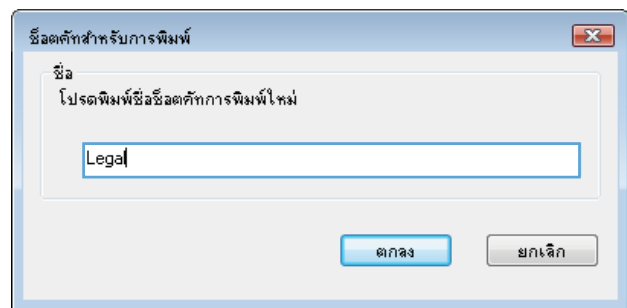 ช็อตคัทสำหรับการพิมพ์
ชื่อ
โปรดพิมพ์ชื่อช็อตคัทการพิมพ์ใหม่
Legal
ตกลง
ยกเลิก